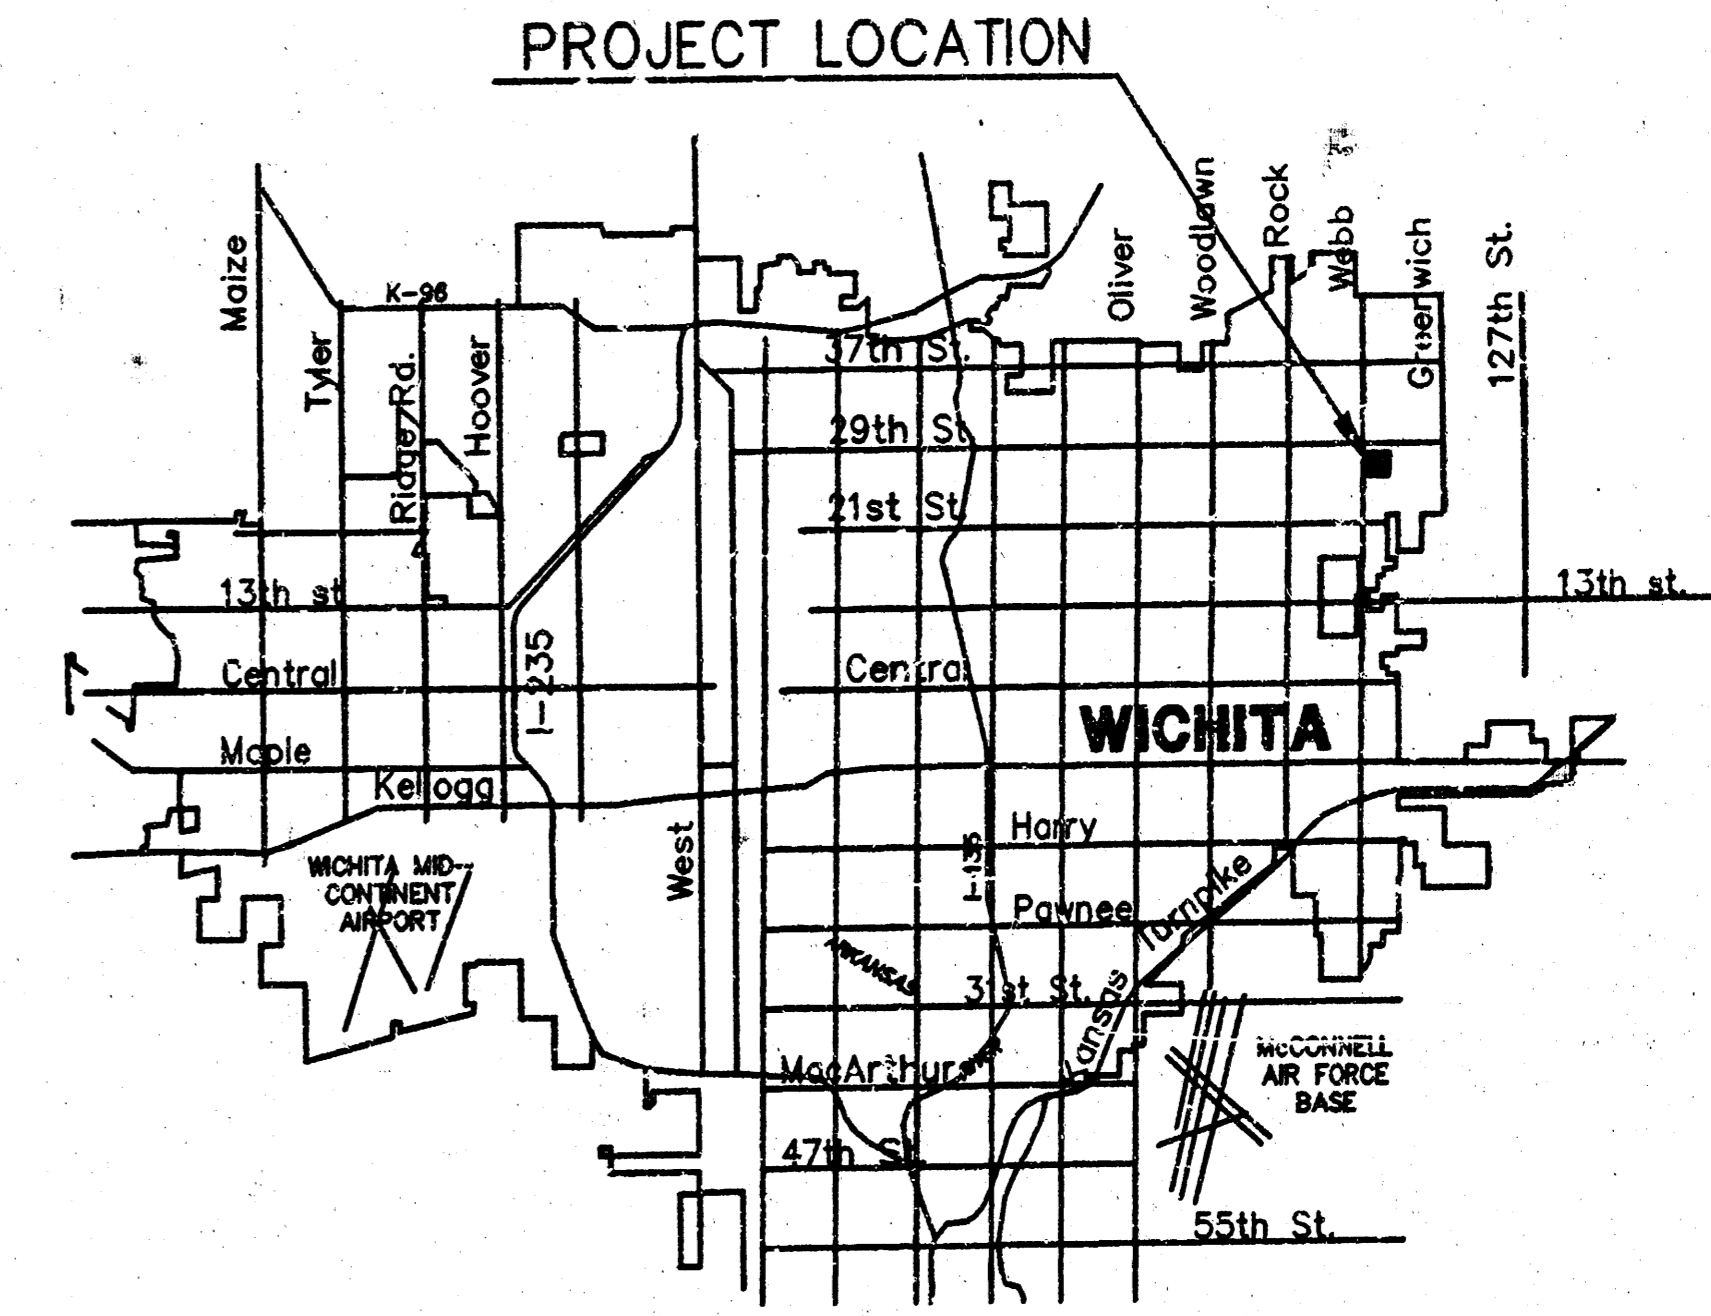 PROJECT LOCATION
Maize
Tyler
K-96
Ridge Rd.
Hoover
Oliver
Woodlawn
Rock
Webb
Greenwich
127th St.
37th St.
29th St.
21st St.
13th st
13th st.
I-235
Central
Central
WICHITA
Maple
Kellogg
West
I-135
Harry
WICHITA MID-
CONTINENT
AIRPORT
Pawnee
Turnpike
Kansas
ARKANSAS
RIVER
31st St.
MacArthur
McCONNELL
AIR FORCE
BASE
47th St.
55th St.